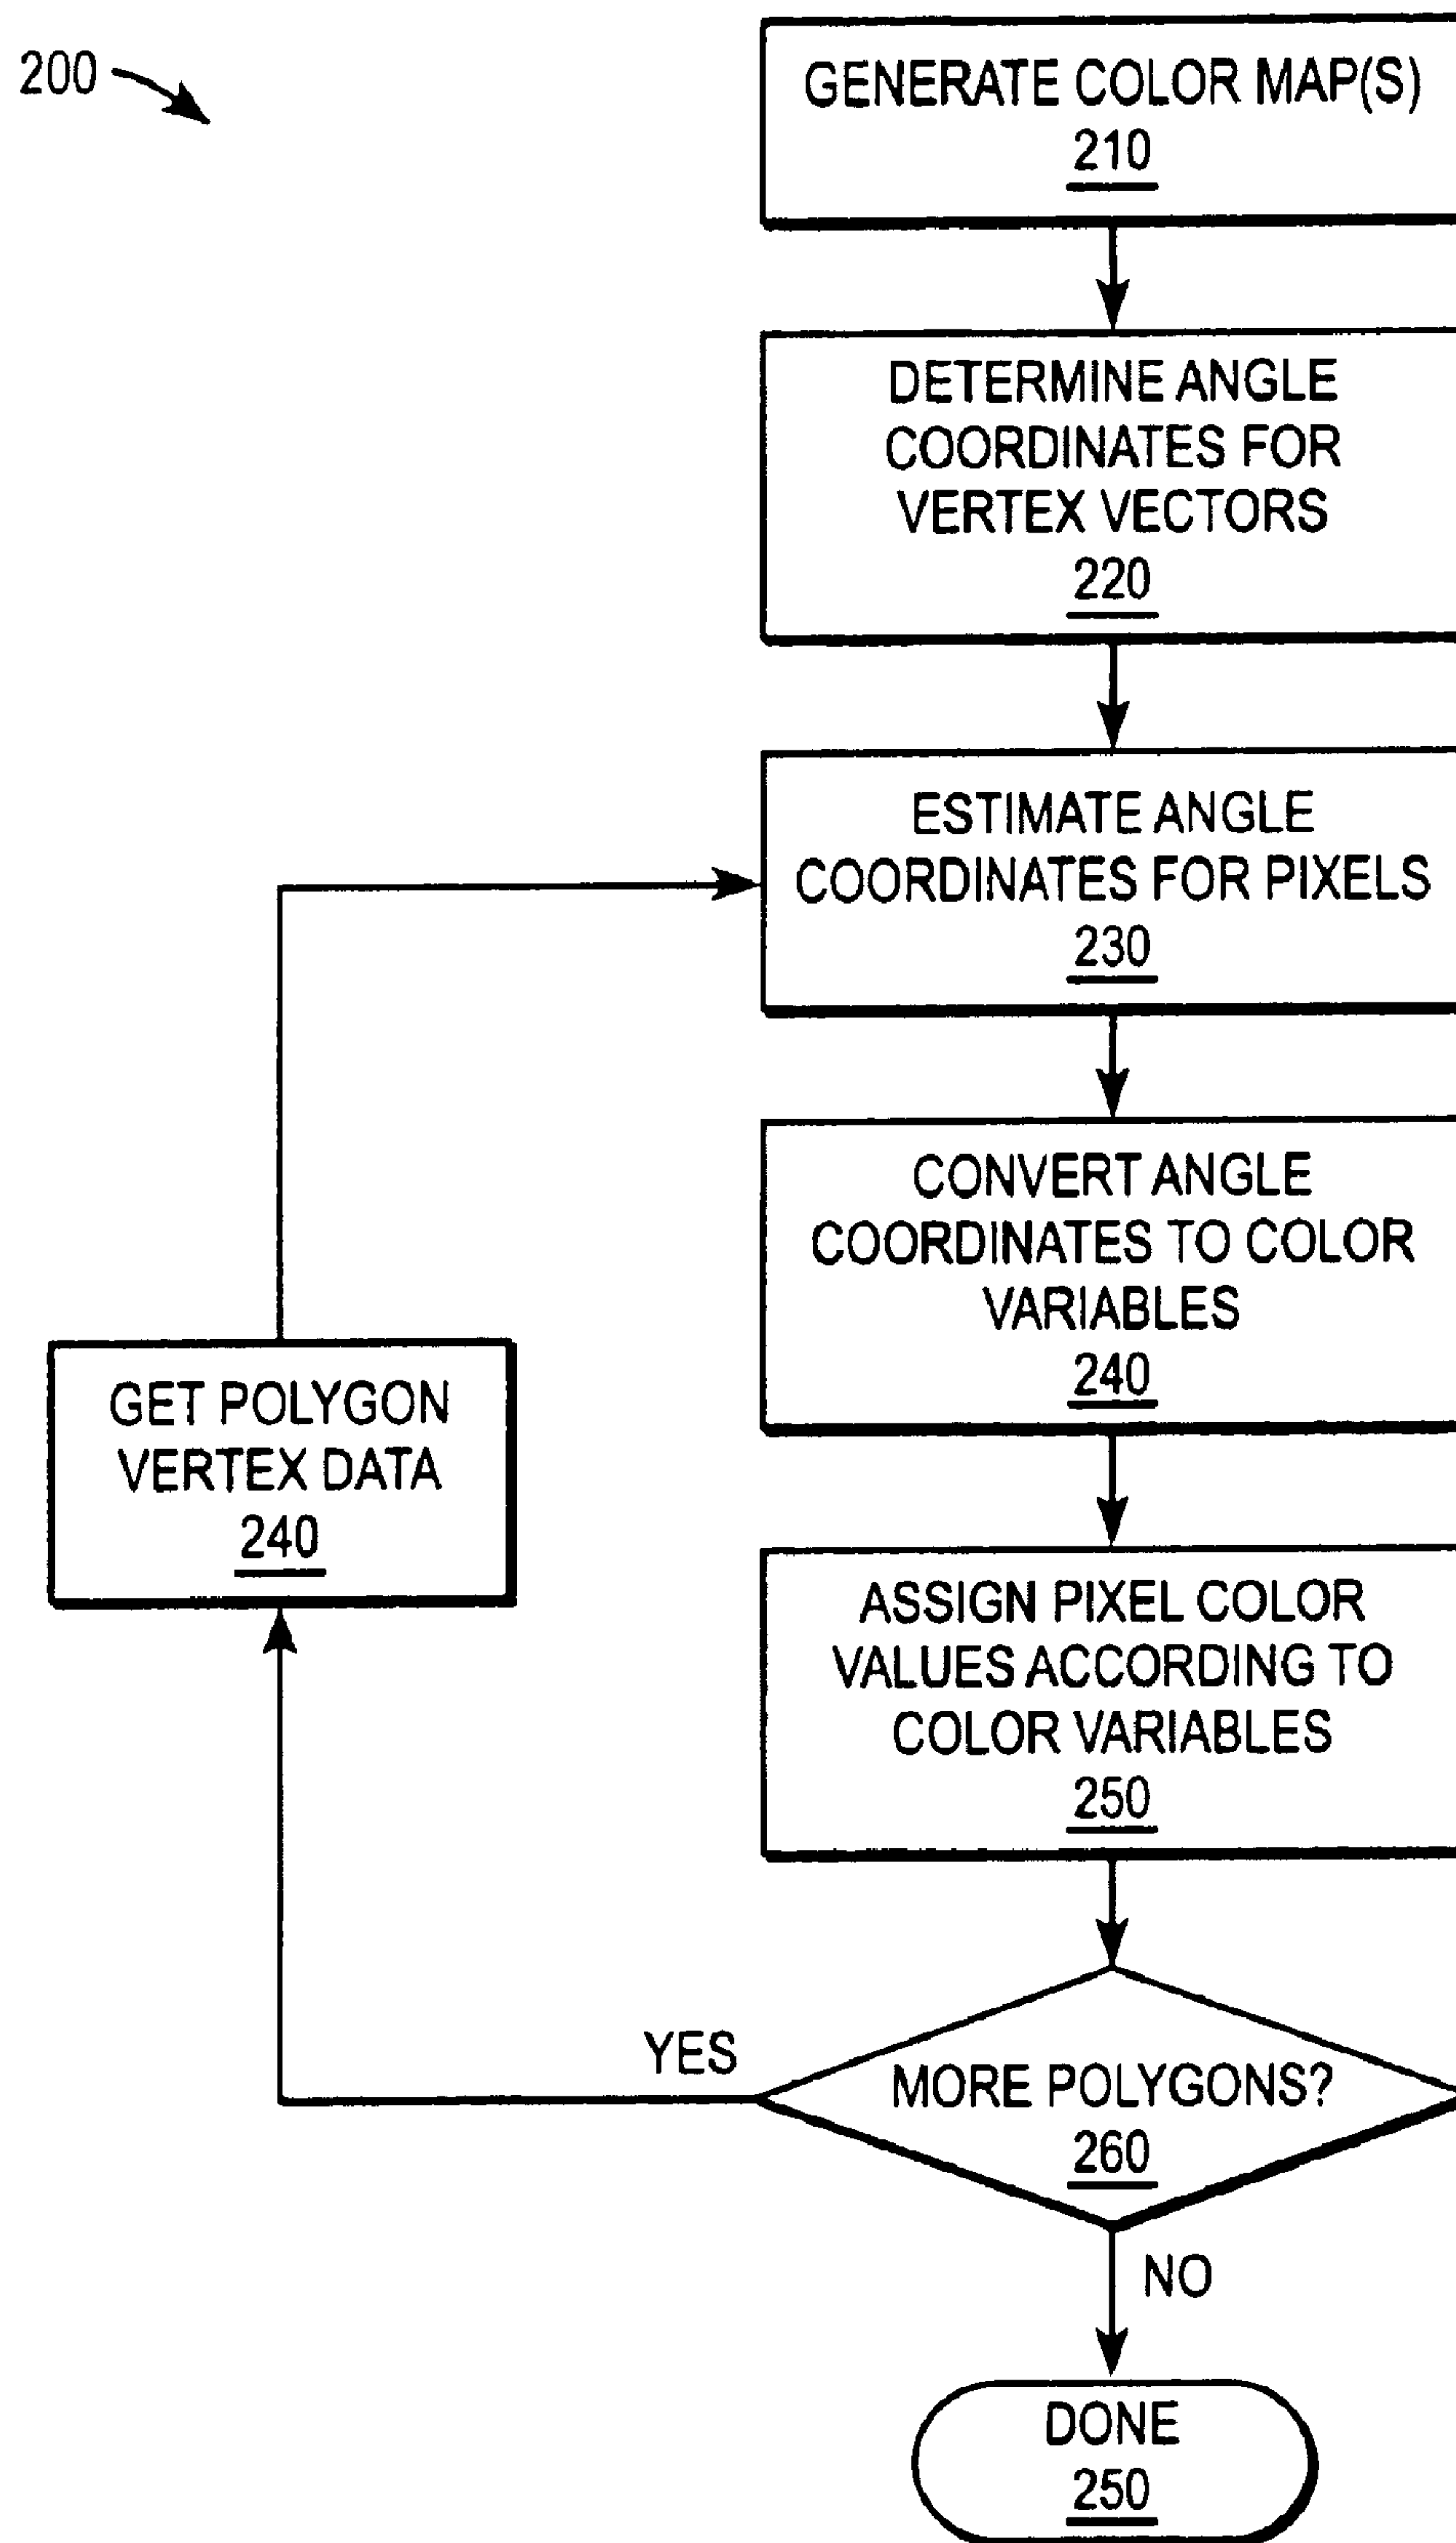 200
GENERATE COLOR MAP(S)
210
DETERMINE ANGLE
COORDINATES FOR
VERTEX VECTORS
220
ESTIMATE ANGLE
COORDINATES FOR PIXELS
230
CONVERT ANGLE
COORDINATES TO COLOR
VARIABLES
240
GET POLYGON
VERTEX DATA
240
ASSIGN PIXEL COLOR
VALUES ACCORDING TO
COLOR VARIABLES
250
YES
MORE POLYGONS?
260
NO
DONE
250